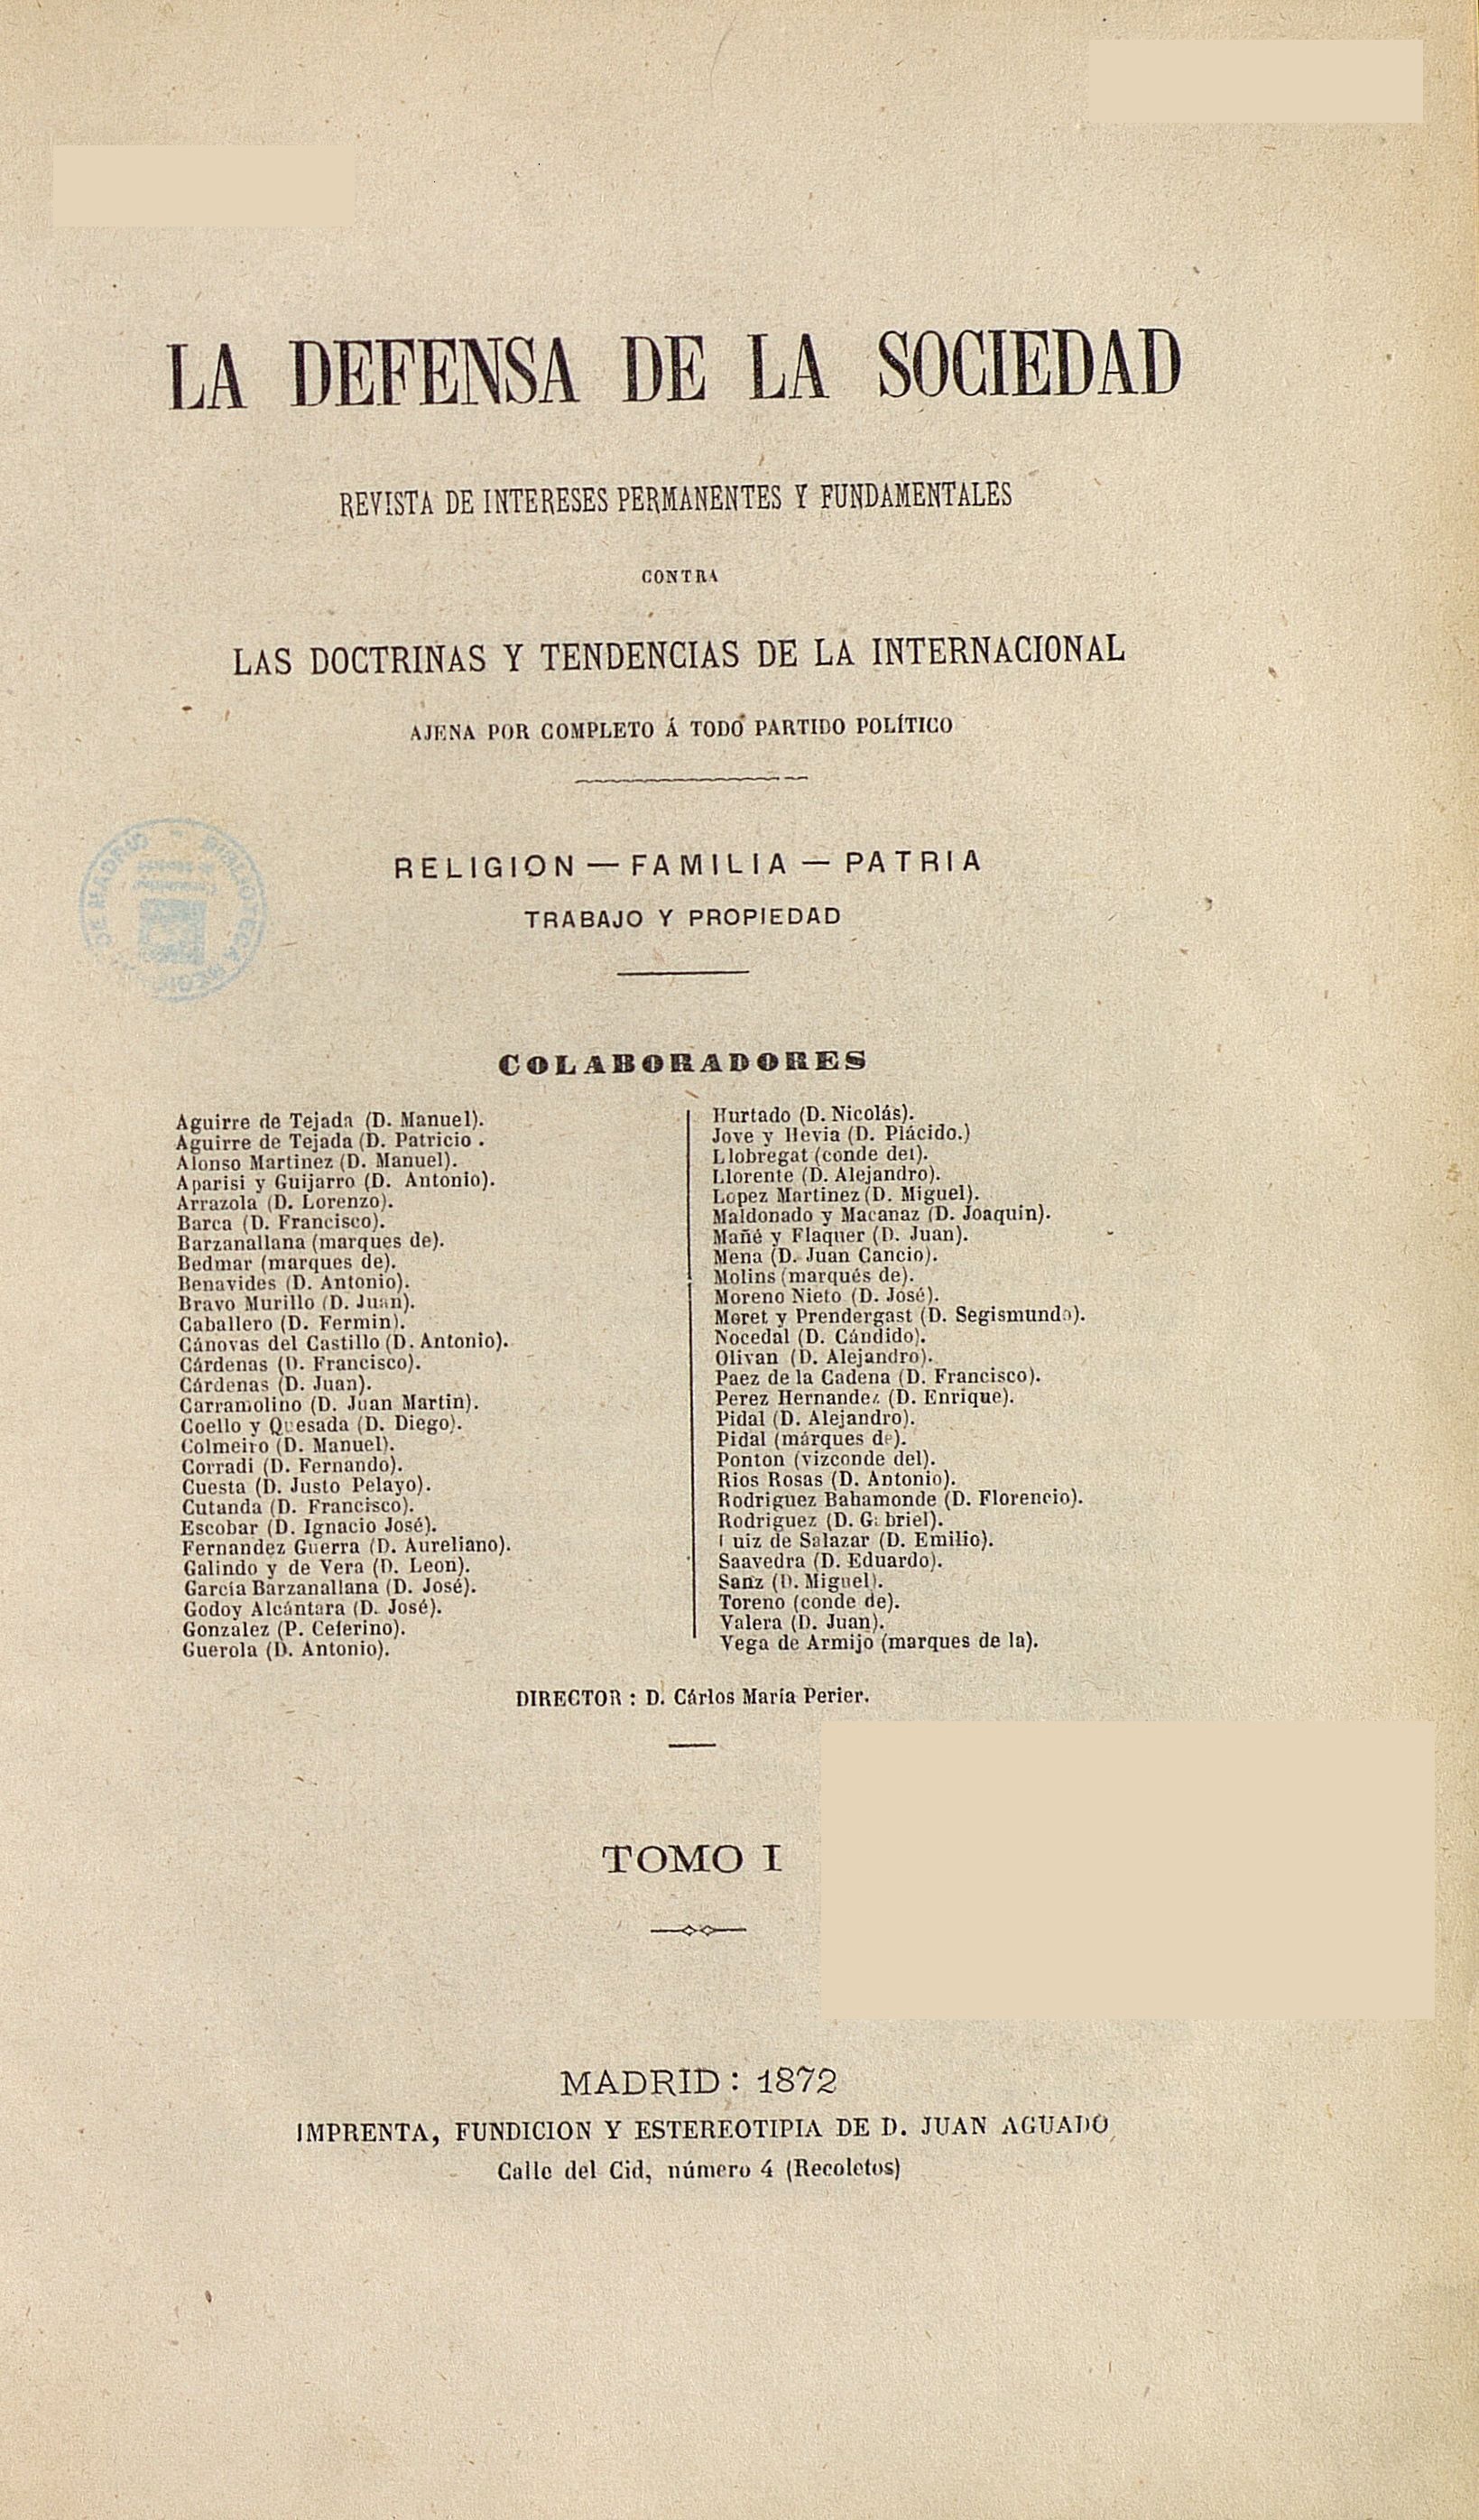 LA DEFENSA DE LA SOCIEDAD
REVISTA DE INTERESES PERMANENTES Y FUNDAMENTALES
CONTRA
LAS DOCTRINAS Y TENDENCIAS DE LA INTERNACIONAL
AJENA POR COMPLETO Á TODO PARTIDO POLÍTICO
RELIGION — FAMILIA — PATRIA
TRABAJO Y PROPIEDAD
BIBLIOTECA
DE MADRID
COLABORADORES
Aguirre de Tejada (D. Manuel).
Aguirre de Tejada (D. Patricio .
Alonso Martinez (D. Manuel).
Aparisi y Guijarro (D. Antonio).
Arrazola (D. Lorenzo).
Barca (D. Francisco).
Barzanallana (marques de).
Bedmar (marques de).
Benavides (D. Antonio).
Bravo Murillo (D. Juan).
Caballero (D. Fermin).
Cánovas del Castillo (D. Antonio).
Cárdenas (D. Francisco).
Cárdenas (D. Juan).
Carramolino (D. Juan Martin).
Coello y Quesada (D. Diego).
Colmeiro (D. Manuel).
Corradi (D. Fernando).
Cuesta (D. Justo Pelayo).
Cutanda (D. Francisco).
Escobar (D. Ignacio José).
Fernandez Guerra (D. Aureliano).
Galindo y de Vera (D. Leon).
García Barzanallana (D. José).
Godoy Alcántara (D. José).
Gonzalez (P. Ceferino).
Guerola (D. Antonio).
Hurtado (D. Nicolás).
Jove y Hevia (D. Plácido.)
Llobregat (conde del).
Llorente (D. Alejandro).
Lopez Martinez (D. Miguel).
Maldonado y Macanaz (D. Joaquin).
Mañé y Flaquer (D. Juan).
Mena (D. Juan Cancio).
Molins (marqués de).
Moreno Nieto (D. José).
Moret y Prendergast (D. Segismundo).
Nocedal (D. Cándido).
Olivan (D. Alejandro).
Paez de la Cadena (D. Francisco).
Perez Hernandez (D. Enrique).
Pidal (D. Alejandro).
Pidal (márques de).
Ponton (vizconde del).
Rios Rosas (D. Antonio).
Rodriguez Bahamonde (D. Florencio).
Rodriguez (D. Gabriel).
uiz de Salazar (D. Emilio).
Saavedra (D. Eduardo).
Sanz (D. Miguel).
Toreno (conde de).
Valera (D. Juan).
Vega de Armijo (marques de la).
DIRECTOR : D. Cárlos María Perier.
TOMO I
MADRID : 1872
IMPRENTA, FUNDICION Y ESTEREOTIPIA DE D. JUAN AGUADO
Calle del Cid, número 4 (Recoletos)